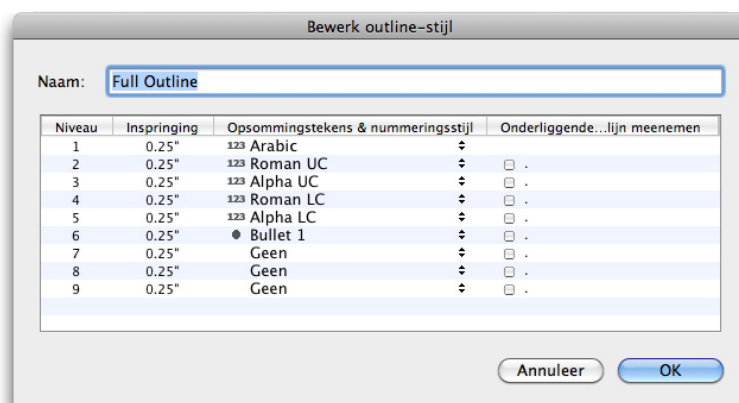 Bewerk outline-stijl
Naam: Full Outline
Niveau Inspringing Opsommingstekens & nummeringsstijl Onderliggende...lijn meenemen
1 0.25" 123 Arabic
2 0.25" 123 Roman UC .
3 0.25" 123 Alpha UC .
4 0.25" 123 Roman LC .
5 0.25" 123 Alpha LC .
6 0.25" Bullet 1 .
7 0.25" Geen .
8 0.25" Geen .
9 0.25" Geen .
Annuleer OK